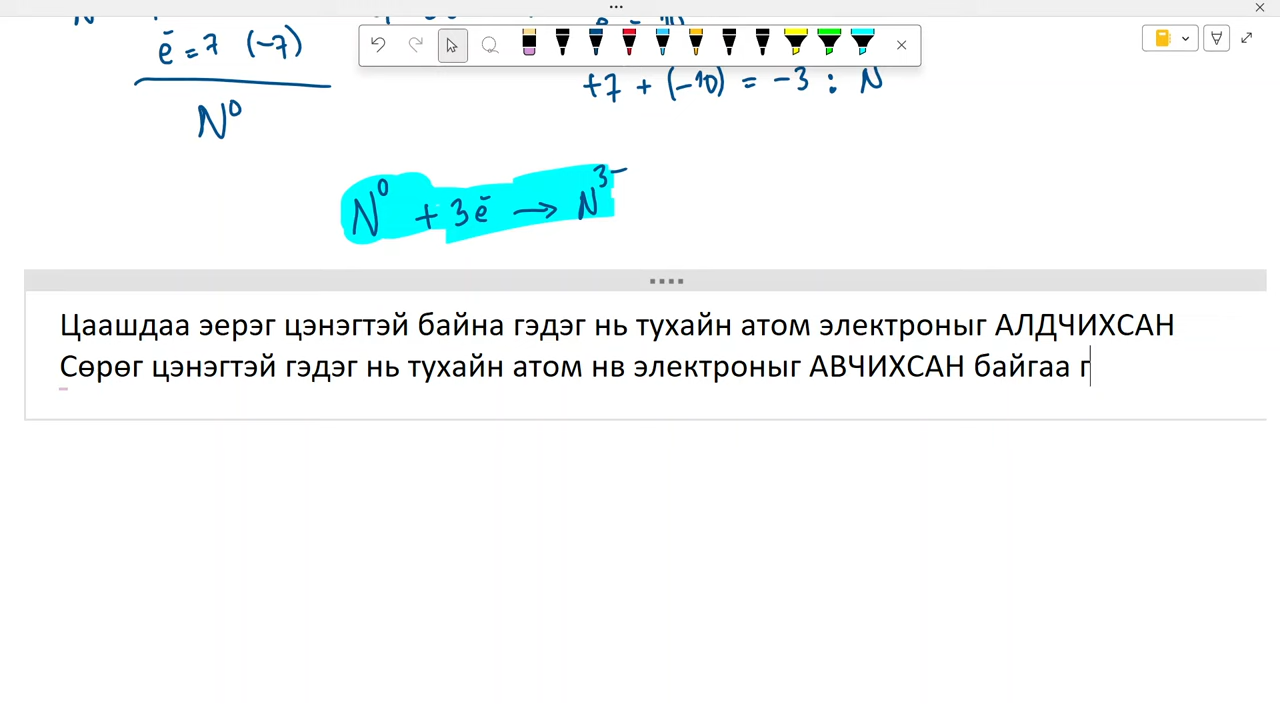 ē = 7 (-7)
+7 + (-10) = -3 : N
N⁰
N⁰ + 3ē → N³⁻
Цаашдаа эерэг цэнэгтэй байна гэдэг нь тухайн атом электроныг АЛДЧИХСАН
Сөрөг цэнэгтэй гэдэг нь тухайн атом нв электроныг АВЧИХСАН байгаа г